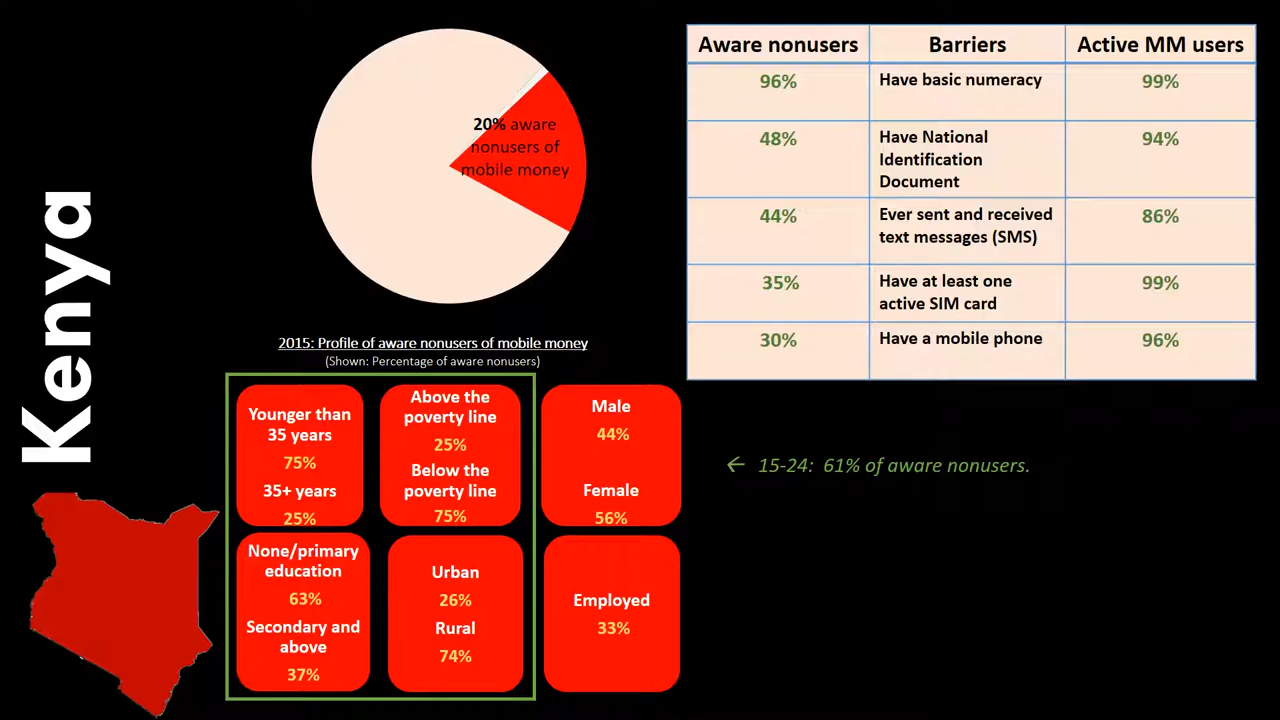 Kenya
20% aware
nonusers of
mobile money
2015: Profile of aware nonusers of mobile money
(Shown: Percentage of aware nonusers)
Younger than
35 years
75%
35+ years
25%
Above the
poverty line
25%
Below the
poverty line
75%
Male
44%
Female
56%
None/primary
education
63%
Secondary and
above
37%
Urban
26%
Rural
74%
Employed
33%
Aware nonusers Barriers Active MM users
96% Have basic numeracy 99%
48% Have National 94%
Identification
Document
44% Ever sent and received 86%
text messages (SMS)
35% Have at least one 99%
active SIM card
30% Have a mobile phone 96%
← 15-24: 61% of aware nonusers.